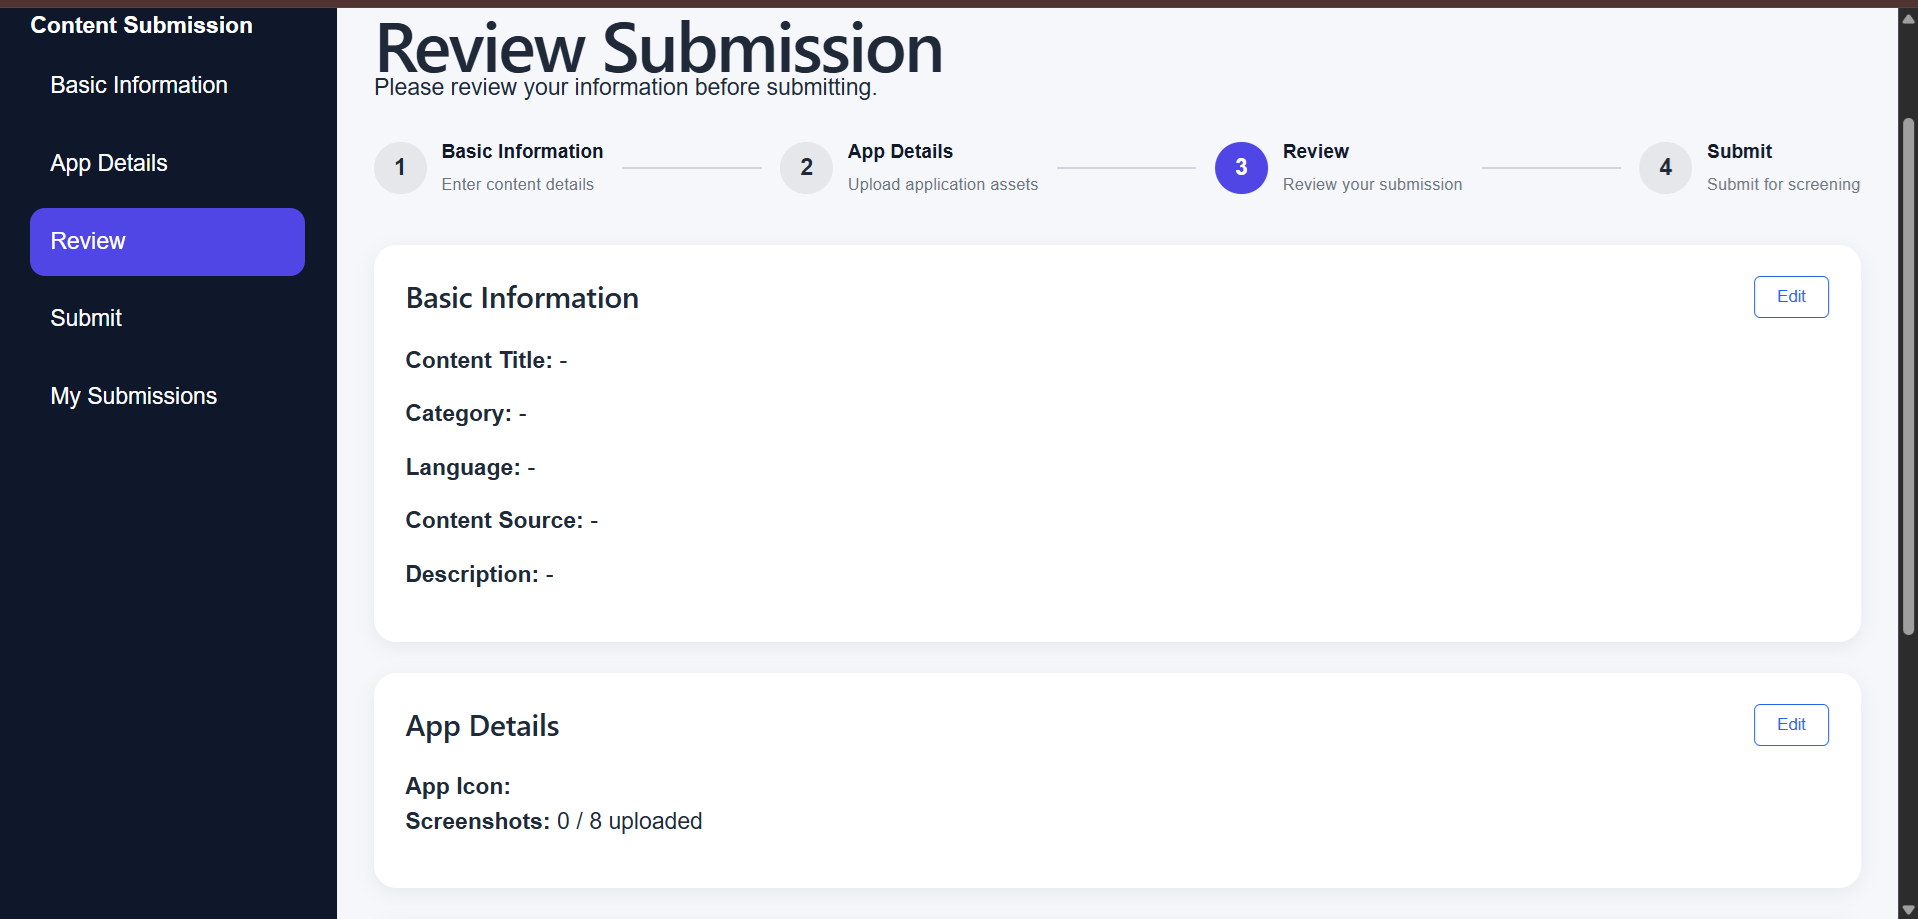 Content Submission
Basic Information
App Details
Review
Submit
My Submissions
Review Submission
Please review your information before submitting.
1
Basic Information
Enter content details
2
App Details
Upload application assets
3
Review
Review your submission
4
Submit
Submit for screening
Basic Information
Edit
Content Title: -
Category: -
Language: -
Content Source: -
Description: -
App Details
Edit
App Icon:
Screenshots: 0 / 8 uploaded